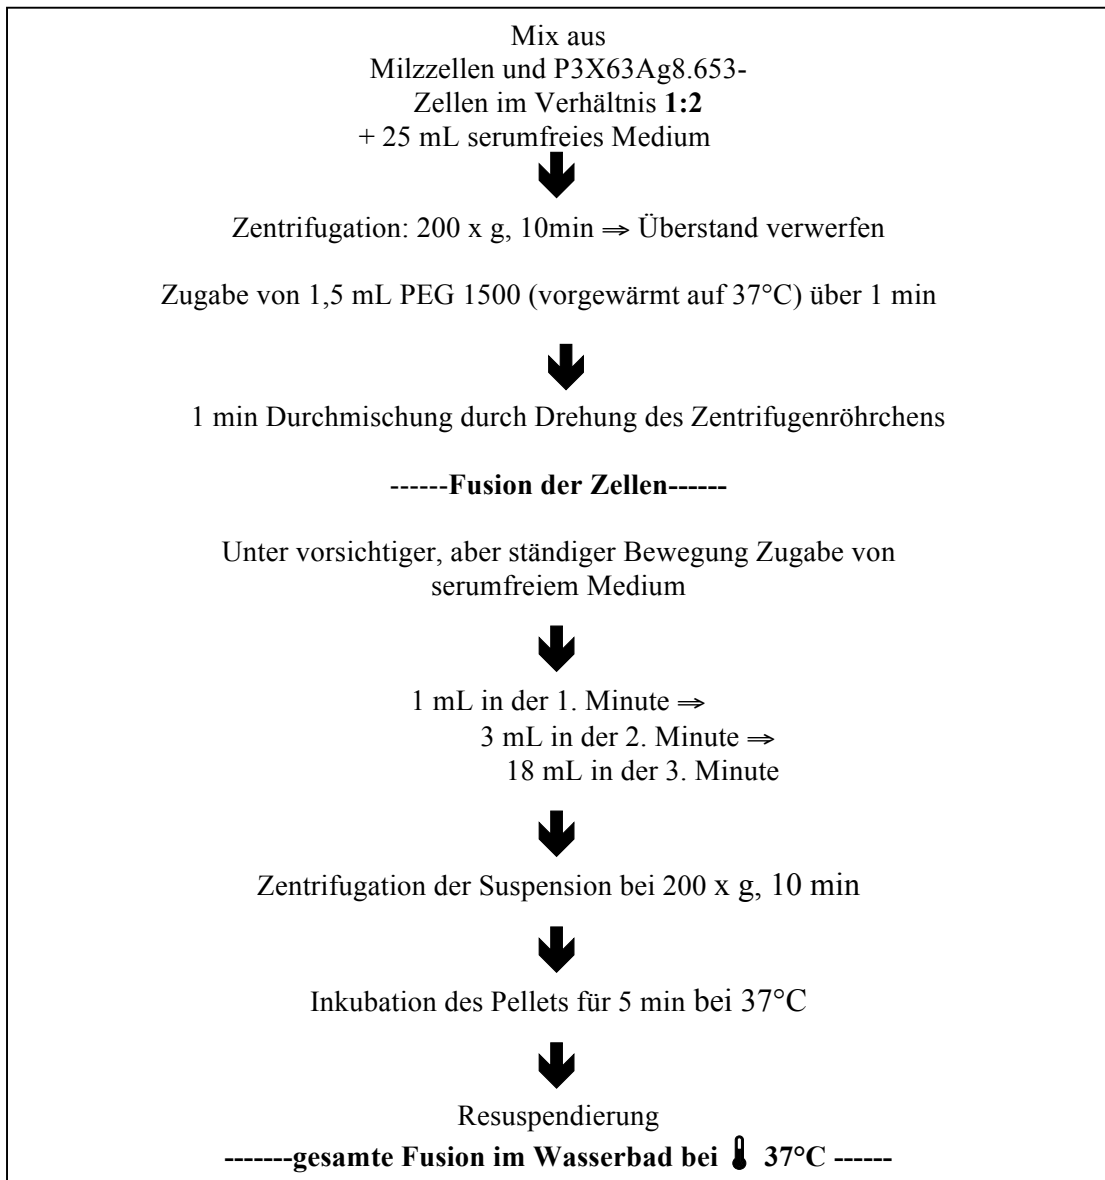 Mix aus
Milzzellen und P3X63Ag8.653-
Zellen im Verhältnis 1:2
+ 25 mL serumfreies Medium
Zentrifugation: 200 x g, 10min ⇒ Überstand verwerfen
Zugabe von 1,5 mL PEG 1500 (vorgewärmt auf 37°C) über 1 min
1 min Durchmischung durch Drehung des Zentrifugenröhrchens
------Fusion der Zellen------
Unter vorsichtiger, aber ständiger Bewegung Zugabe von
serumfreiem Medium
1 mL in der 1. Minute ⇒
3 mL in der 2. Minute ⇒
18 mL in der 3. Minute
Zentrifugation der Suspension bei 200 x g, 10 min
Inkubation des Pellets für 5 min bei 37°C
Resuspendierung
-------gesamte Fusion im Wasserbad bei 37°C ------